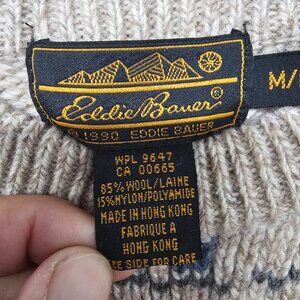 Eddie Bauer
© 1990 EDDIE BAUER
M/
WPL 9647
CA 00665
85% WOOL/LAINE
15% NYLON/POLYAMIDE
MADE IN HONG KONG
FABRIQUE A
HONG KONG
EE SIDE FOR CARE